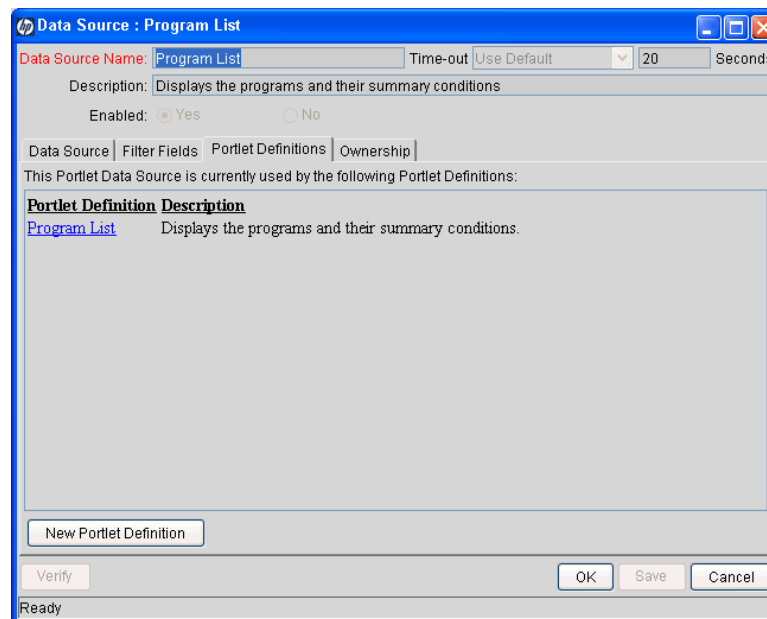 hp Data Source : Program List
Data Source Name: Program List Time-out Use Default 20 Second
Description: Displays the programs and their summary conditions
Enabled: Yes No
Data Source Filter Fields Portlet Definitions Ownership
This Portlet Data Source is currently used by the following Portlet Definitions:
Portlet Definition Description
Program List Displays the programs and their summary conditions.
New Portlet Definition
Verify OK Save Cancel
Ready